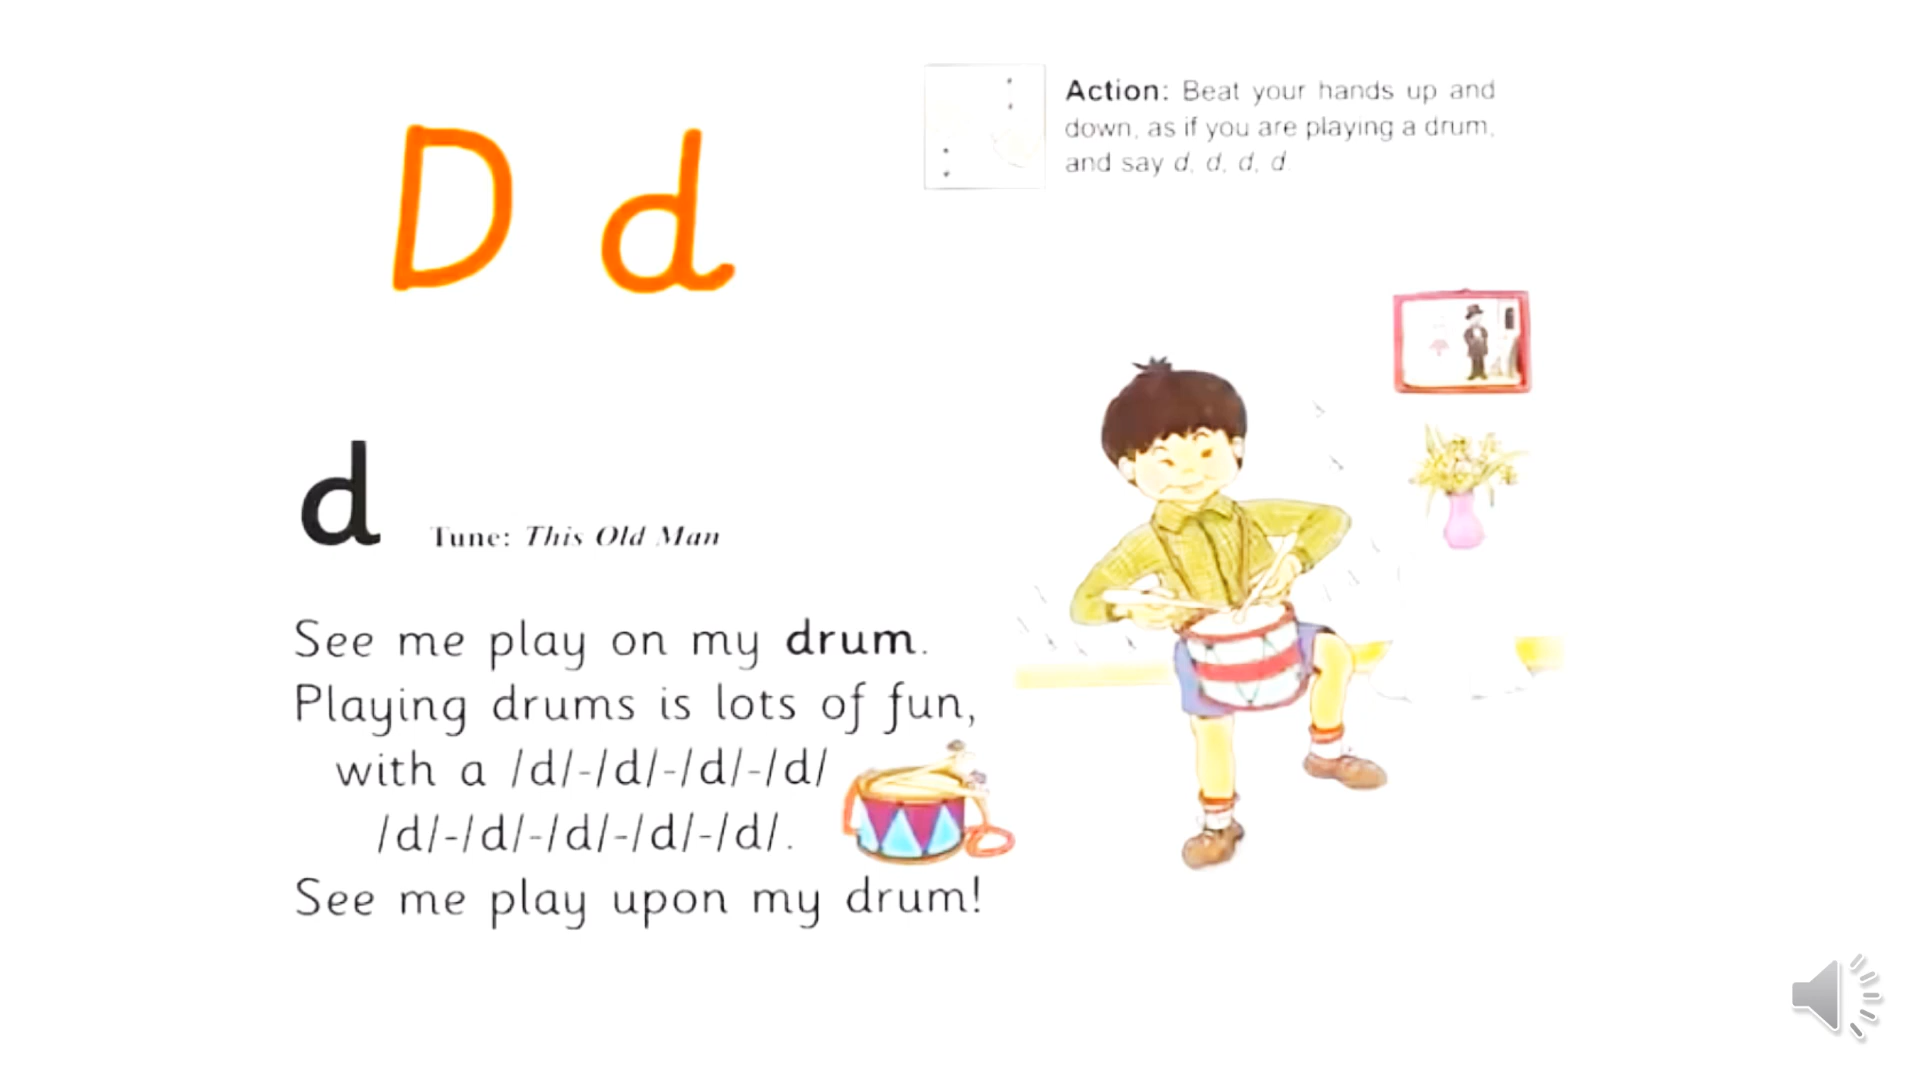 D d
Action: Beat your hands up and
down, as if you are playing a drum,
and say d, d, d, d.
d
Tune: This Old Man
See me play on my drum.
Playing drums is lots of fun,
with a /d/-/d/-/d/-/d/
/d/-/d/-/d/-/d/-/d/.
See me play upon my drum!